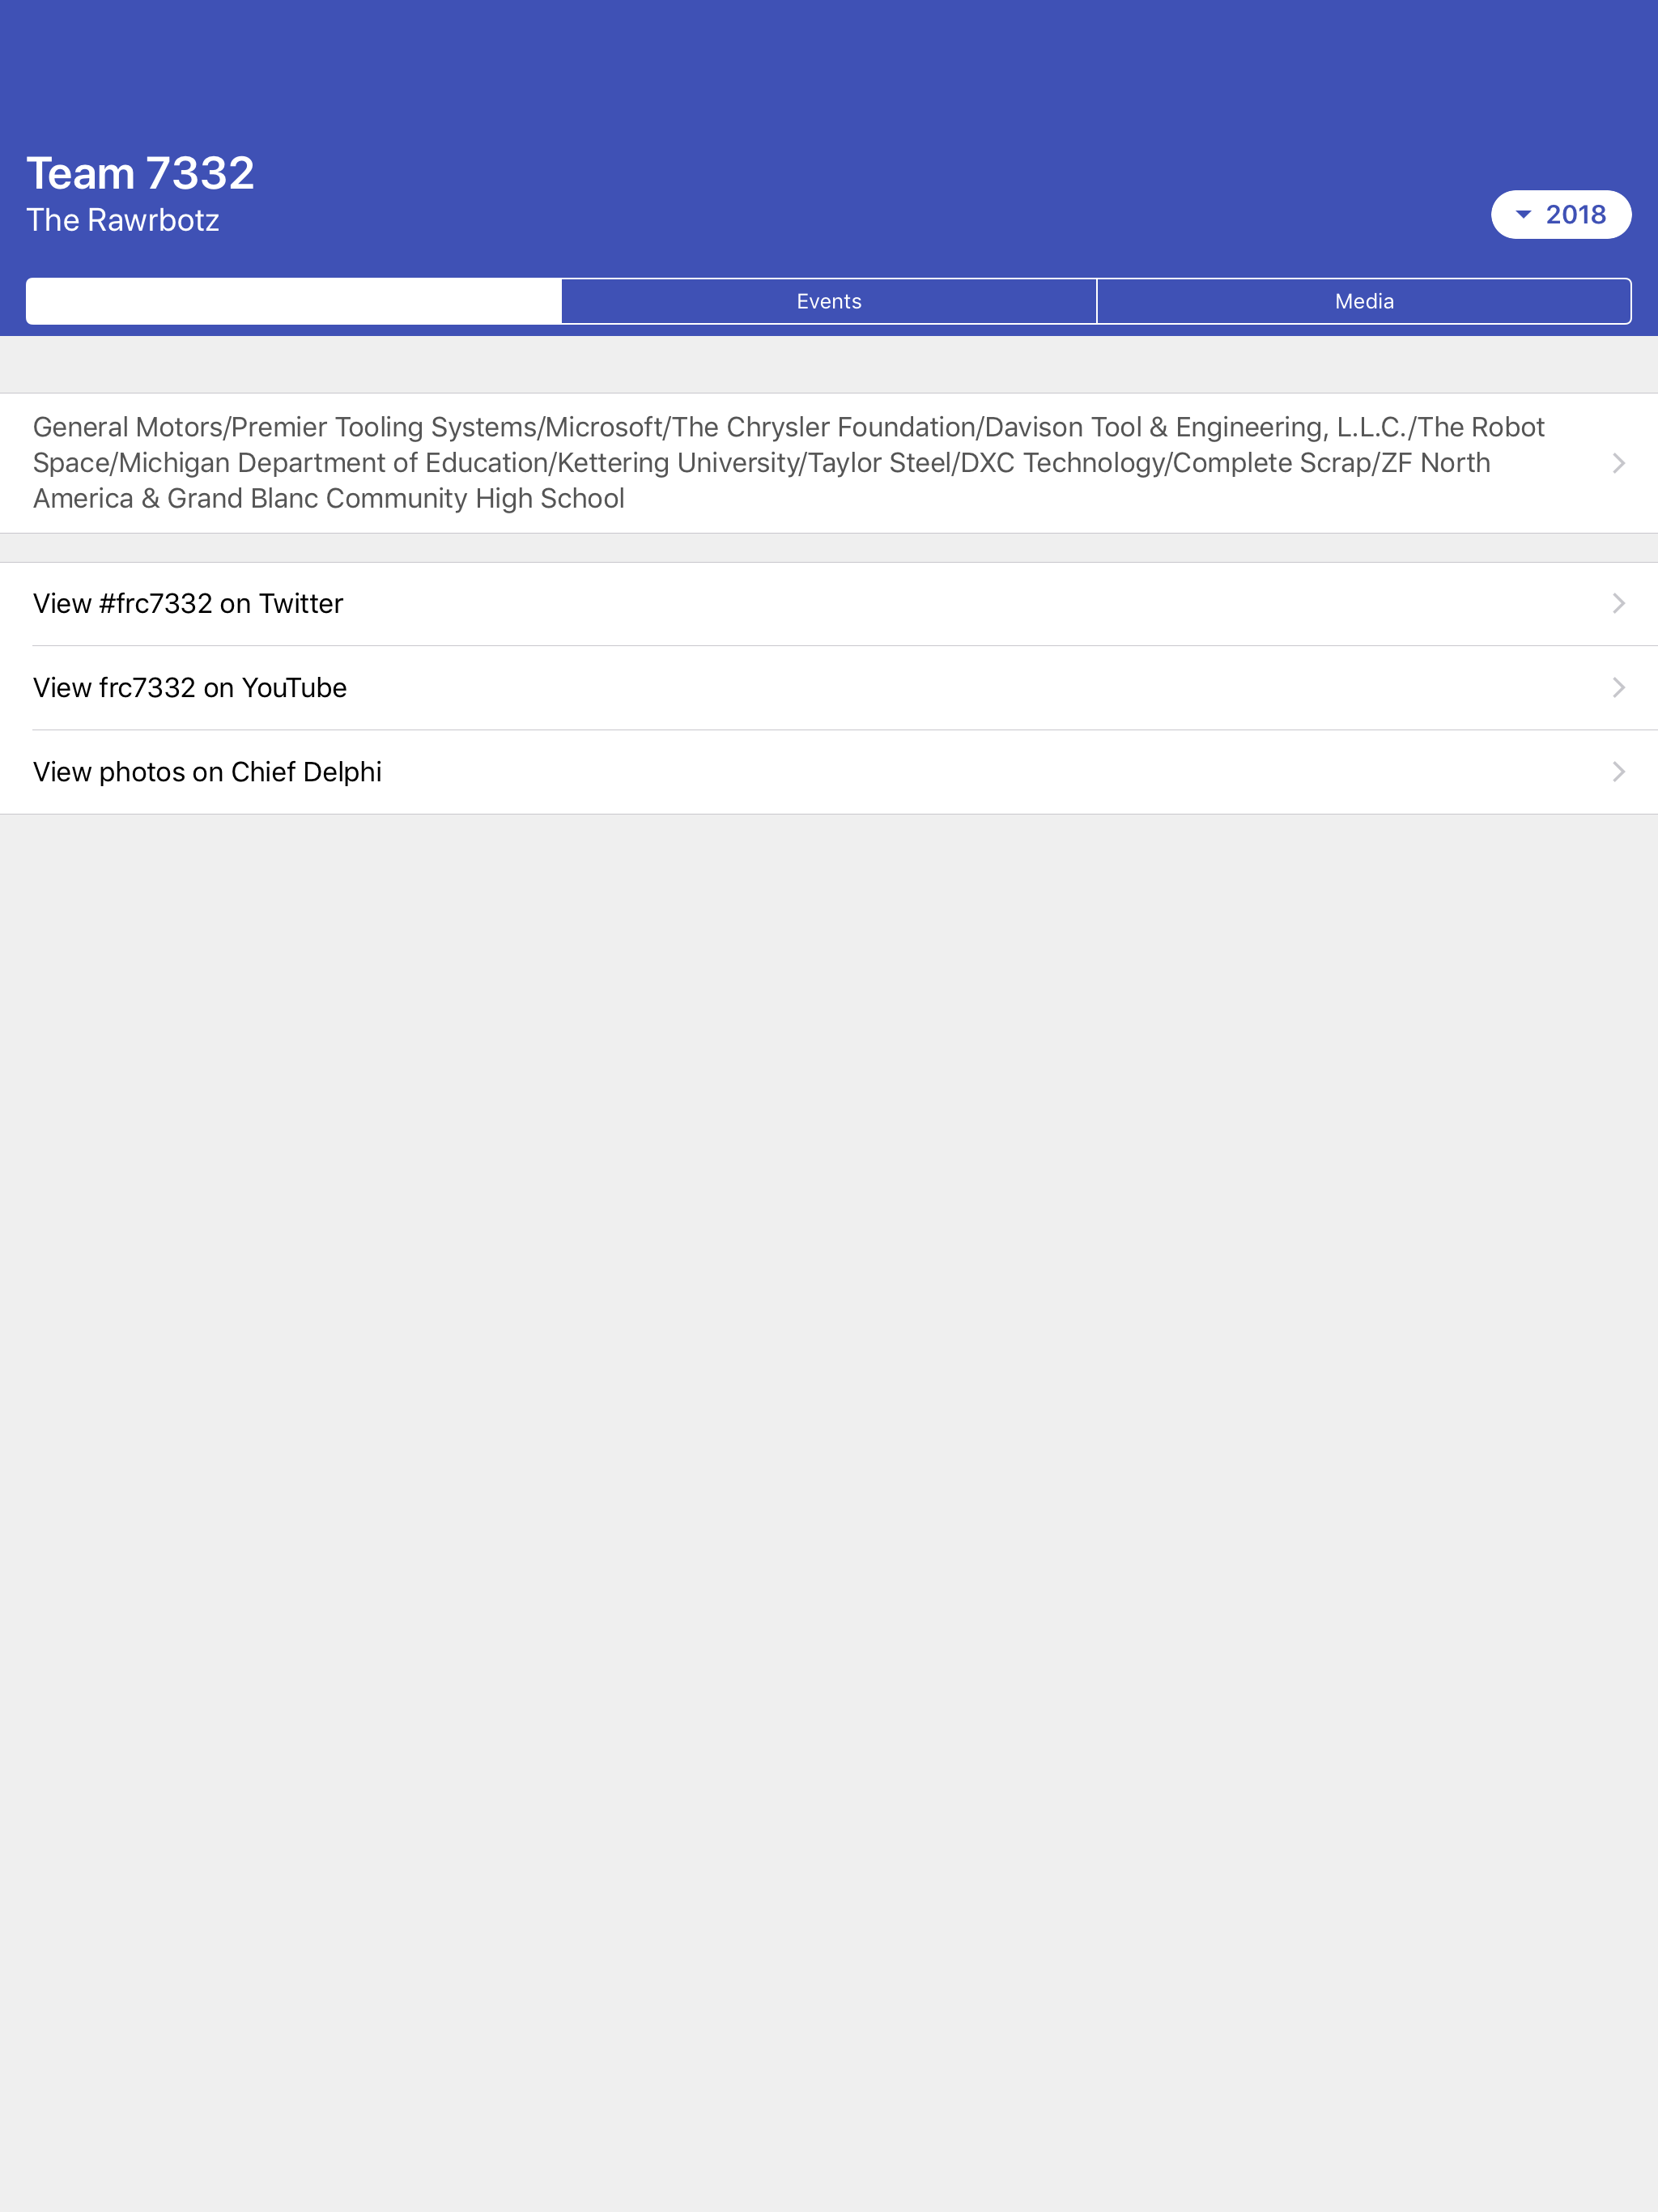 Team 7332
The Rawrbotz
2018
Events
Media
General Motors/Premier Tooling Systems/Microsoft/The Chrysler Foundation/Davison Tool & Engineering, L.L.C./The Robot
Space/Michigan Department of Education/Kettering University/Taylor Steel/DXC Technology/Complete Scrap/ZF North
America & Grand Blanc Community High School
View #frc7332 on Twitter
View frc7332 on YouTube
View photos on Chief Delphi